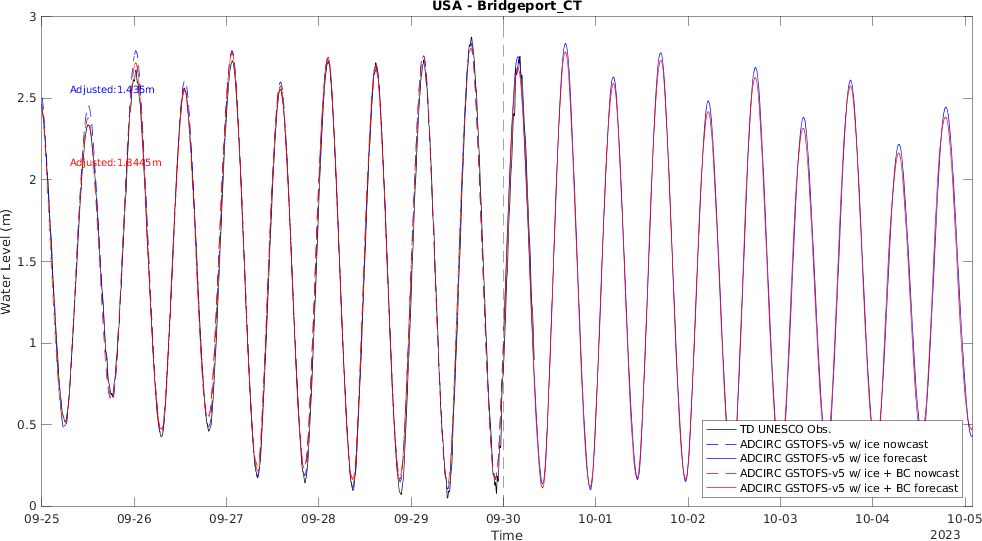 USA - Bridgeport_CT
3
2.5
2
1.5
1
0.5
0
Water Level (m)
Adjusted:1.435m
Adjusted:1.3445m
TD UNESCO Obs.
ADCIRC GSTOFS-v5 w/ ice nowcast
ADCIRC GSTOFS-v5 w/ ice forecast
ADCIRC GSTOFS-v5 w/ ice + BC nowcast
ADCIRC GSTOFS-v5 w/ ice + BC forecast
09-25 09-26 09-27 09-28 09-29 09-30 10-01 10-02 10-03 10-04 10-05
Time
2023